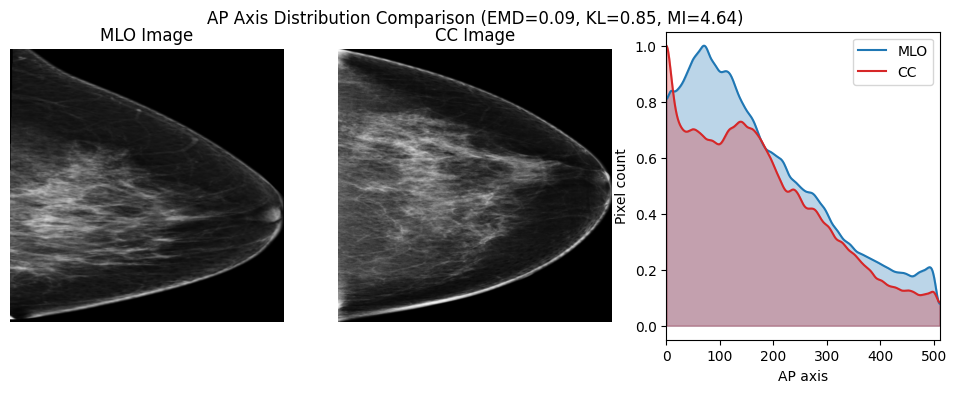 AP Axis Distribution Comparison (EMD=0.09, KL=0.85, MI=4.64)
MLO Image
CC Image
MLO
CC
Pixel count
1.0
0.8
0.6
0.4
0.2
0.0
0 100 200 300 400 500
AP axis